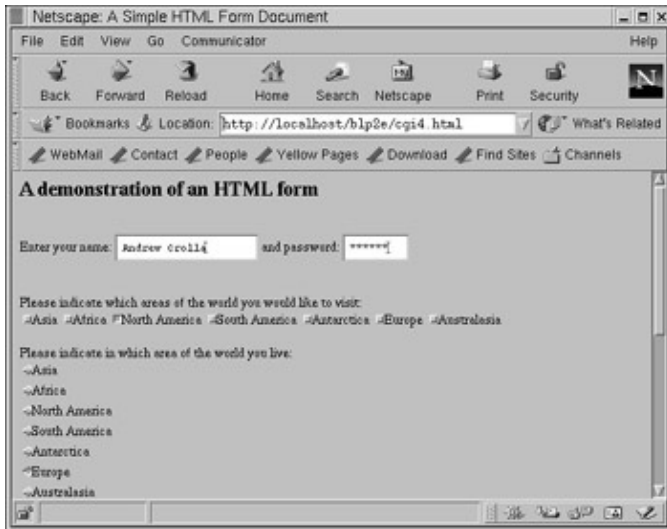 Netscape: A Simple HTML Form Document
File Edit View Go Communicator Help
Back Forward Reload Home Search Netscape Print Security N
Bookmarks Location: http://localhost/blp2e/cgi4.html What's Related
WebMail Contact People Yellow Pages Download Find Sites Channels
A demonstration of an HTML form
Enter your name: Andrew Crolla and password: ******
Please indicate which areas of the world you would like to visit:
Asia Africa North America South America Antarctica Europe Australasia
Please indicate in which area of the world you live:
Asia
Africa
North America
South America
Antarctica
Europe
Australasia